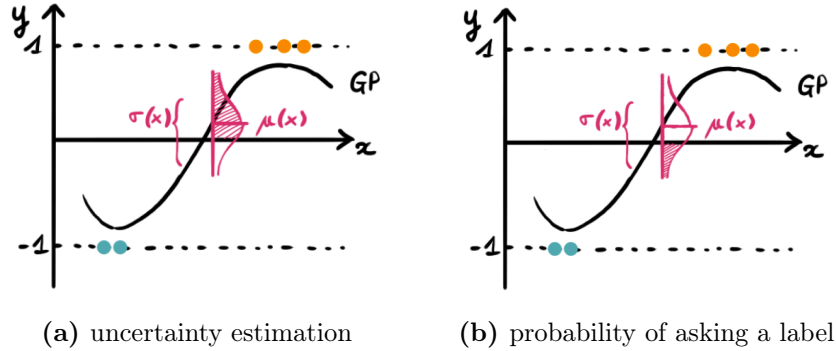 y
1
GP
σ(x)
μ(x)
x
-1
(a) uncertainty estimation
y
1
GP
σ(x)
μ(x)
x
-1
(b) probability of asking a label